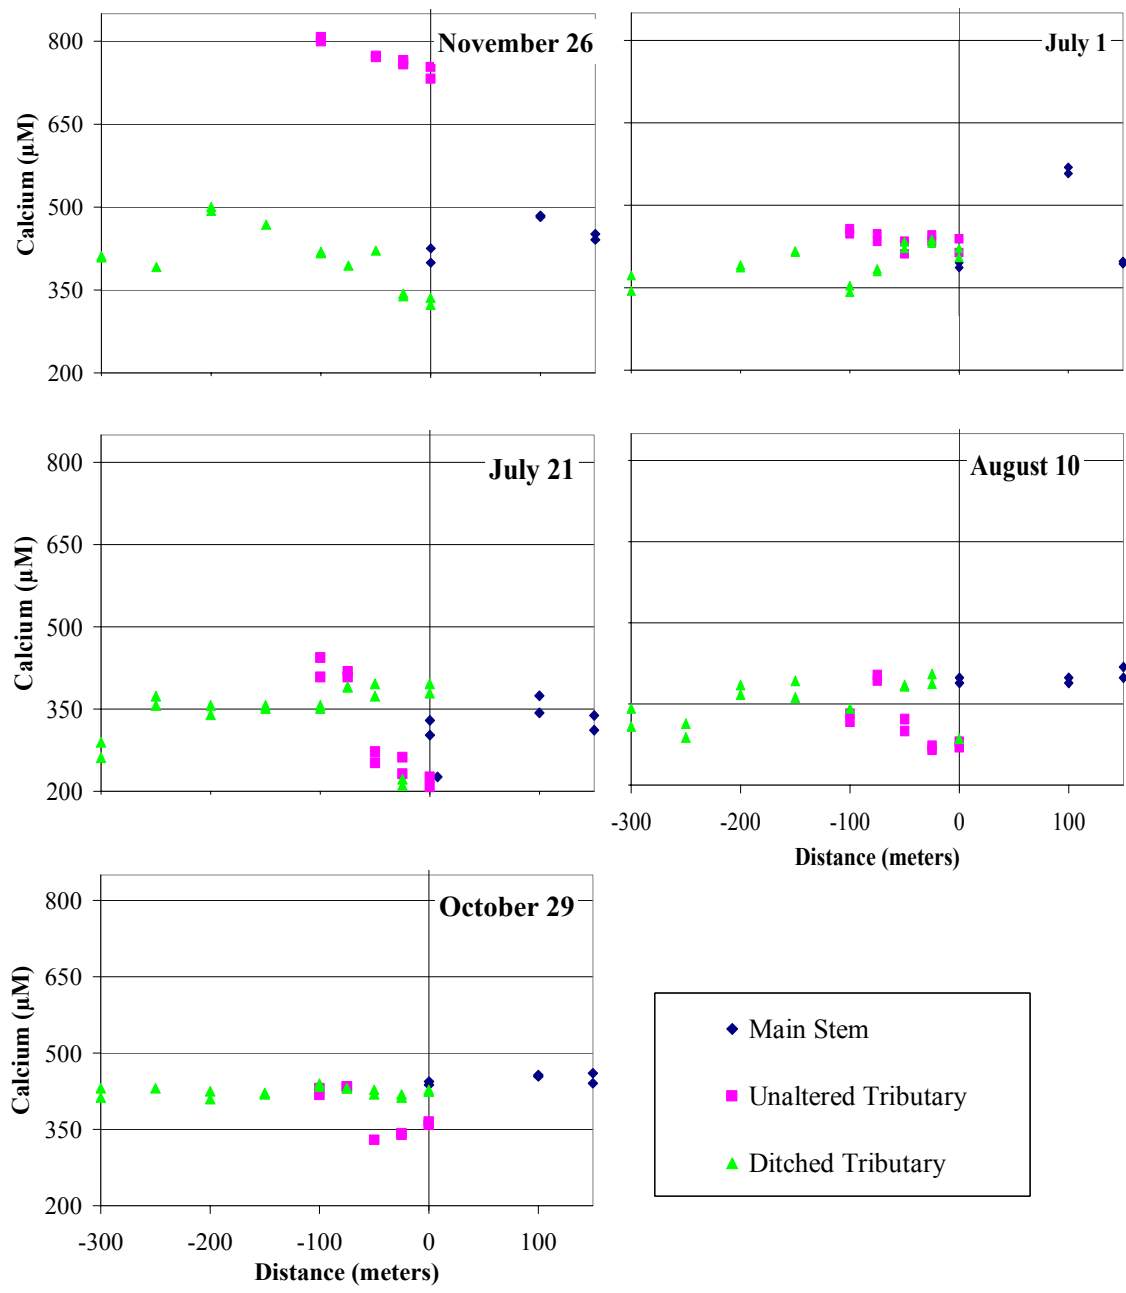 November 26
800
650
500
350
200
Calcium (µM)
July 1
July 21
800
650
500
350
200
Calcium (µM)
August 10
-300 -200 -100 0 100
Distance (meters)
October 29
800
650
500
350
200
Calcium (µM)
-300 -200 -100 0 100
Distance (meters)
Main Stem
Unaltered Tributary
Ditched Tributary